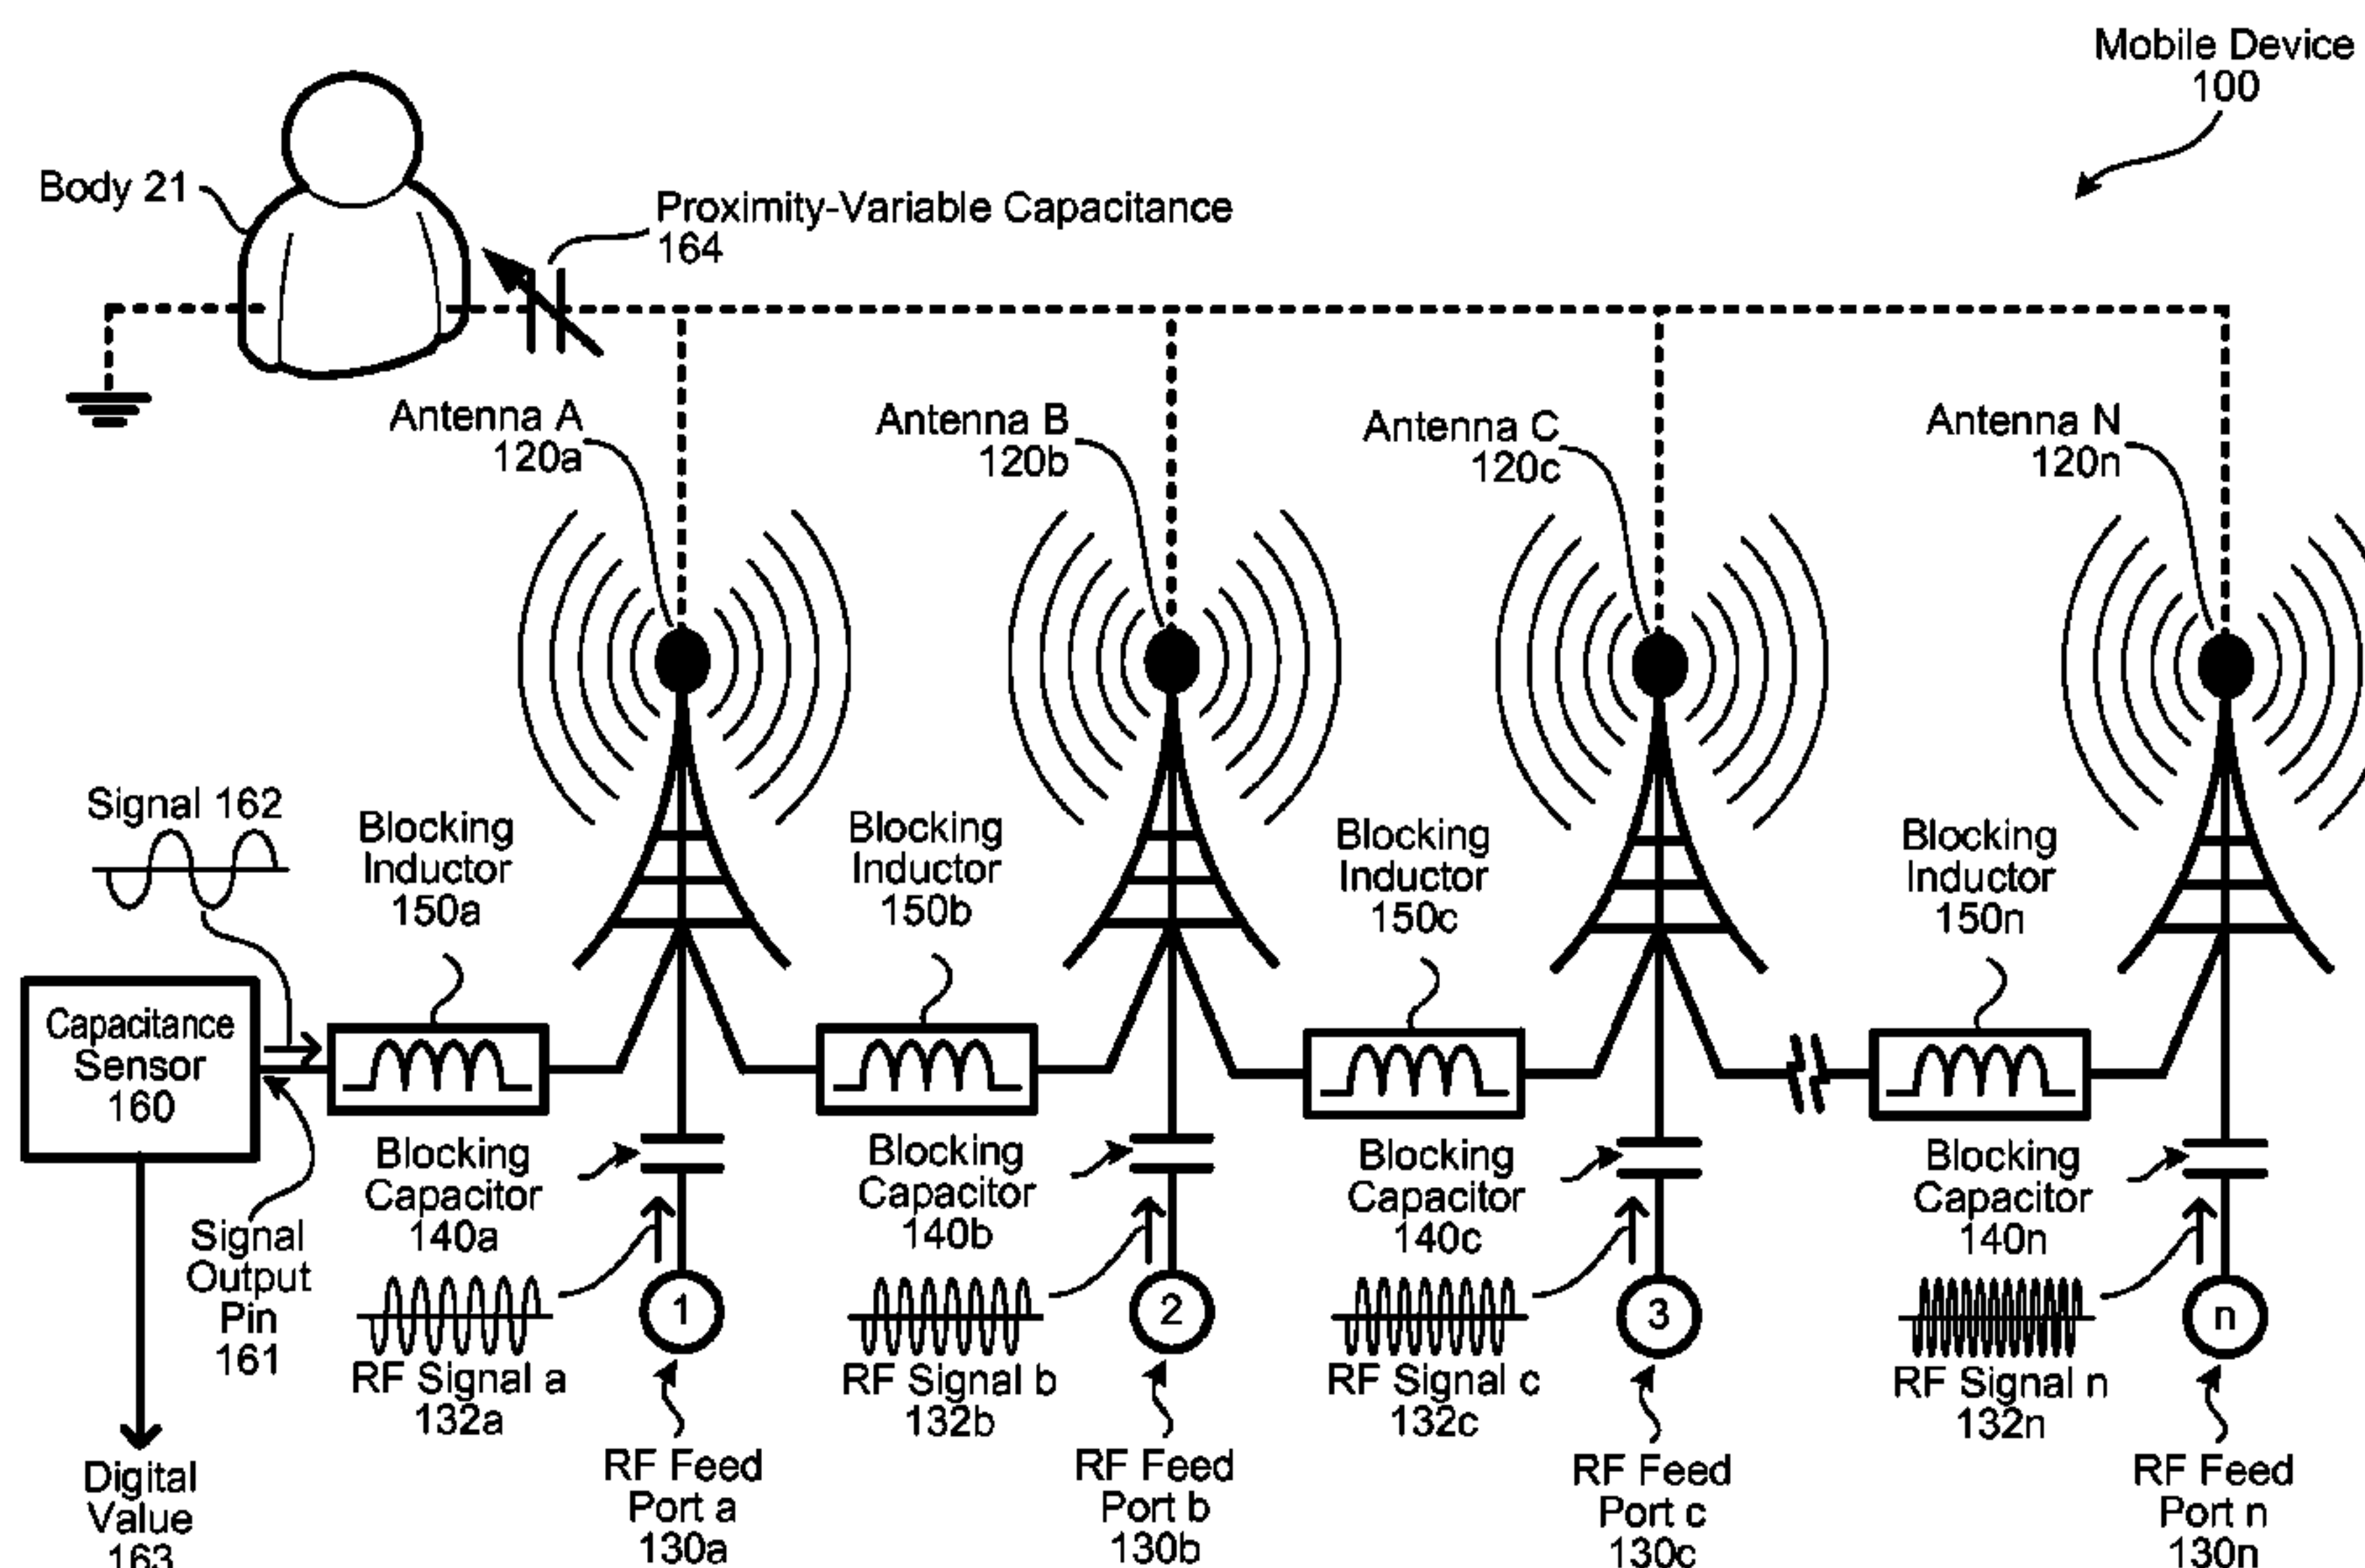 Mobile Device
100
Body 21
Proximity-Variable Capacitance
164
Antenna A
120a
Antenna B
120b
Antenna C
120c
Antenna N
120n
Signal 162
Blocking
Inductor
150a
Blocking
Inductor
150b
Blocking
Inductor
150c
Blocking
Inductor
150n
Capacitance
Sensor
160
Blocking
Capacitor
140a
Blocking
Capacitor
140b
Blocking
Capacitor
140c
Blocking
Capacitor
140n
Signal
Output
Pin
161
1
2
3
n
RF Signal a
132a
RF Signal b
132b
RF Signal c
132c
RF Signal n
132n
Digital
Value
163
RF Feed
Port a
130a
RF Feed
Port b
130b
RF Feed
Port c
130c
RF Feed
Port n
130n